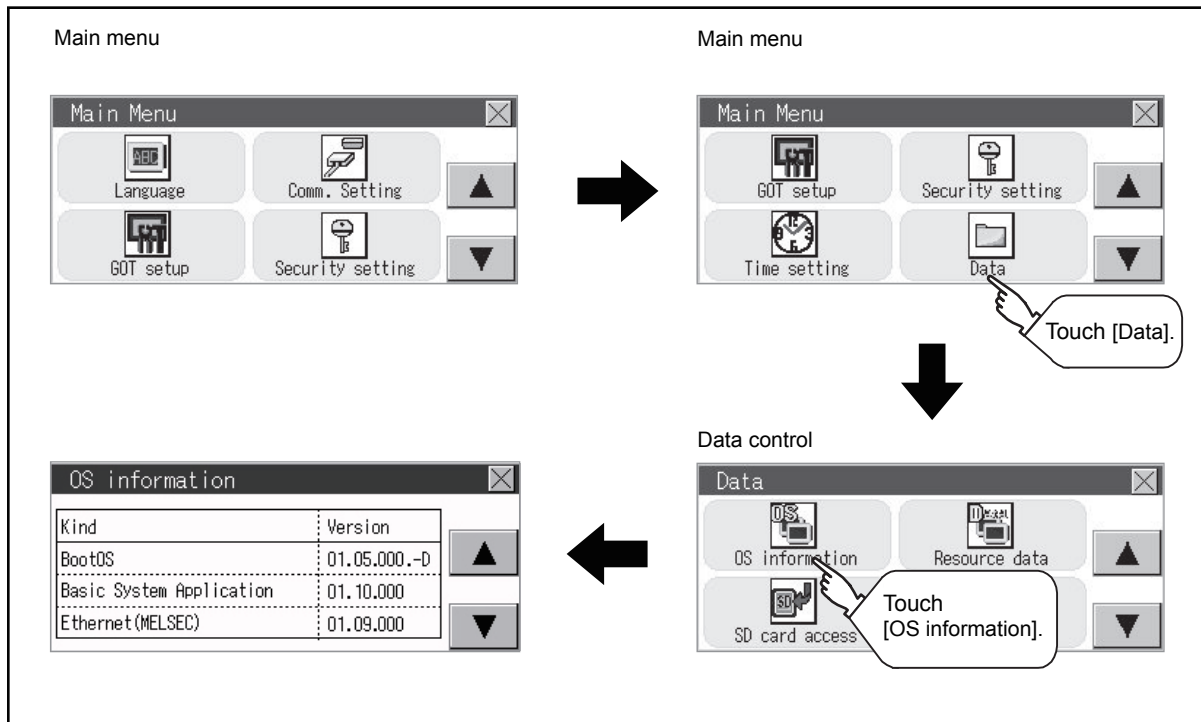 Main menu
Main Menu
Language
Comm. Setting
GOT setup
Security setting
Main menu
Main Menu
GOT setup
Security setting
Time setting
Data
Touch [Data].
Data control
Data
OS information
Resource data
SD card access
Touch
[OS information].
OS information
Kind Version
BootOS 01.05.000.-D
Basic System Application 01.10.000
Ethernet(MELSEC) 01.09.000